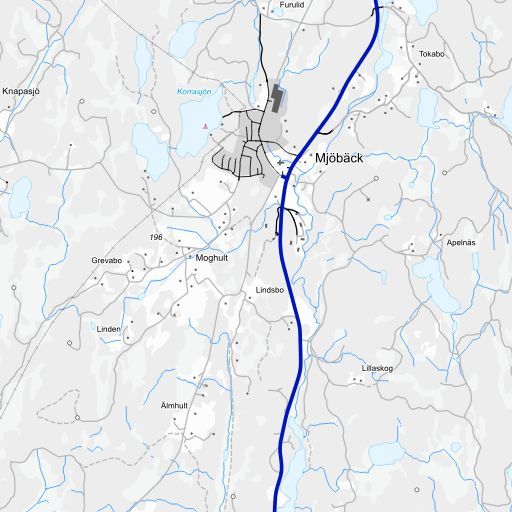 Furulid
Tokabo
Knapasjö
Korrasjön
Mjöbäck
196
Apelnäs
Moghult
Grevabo
Lindsbo
Linden
Lillaskog
Älmhult